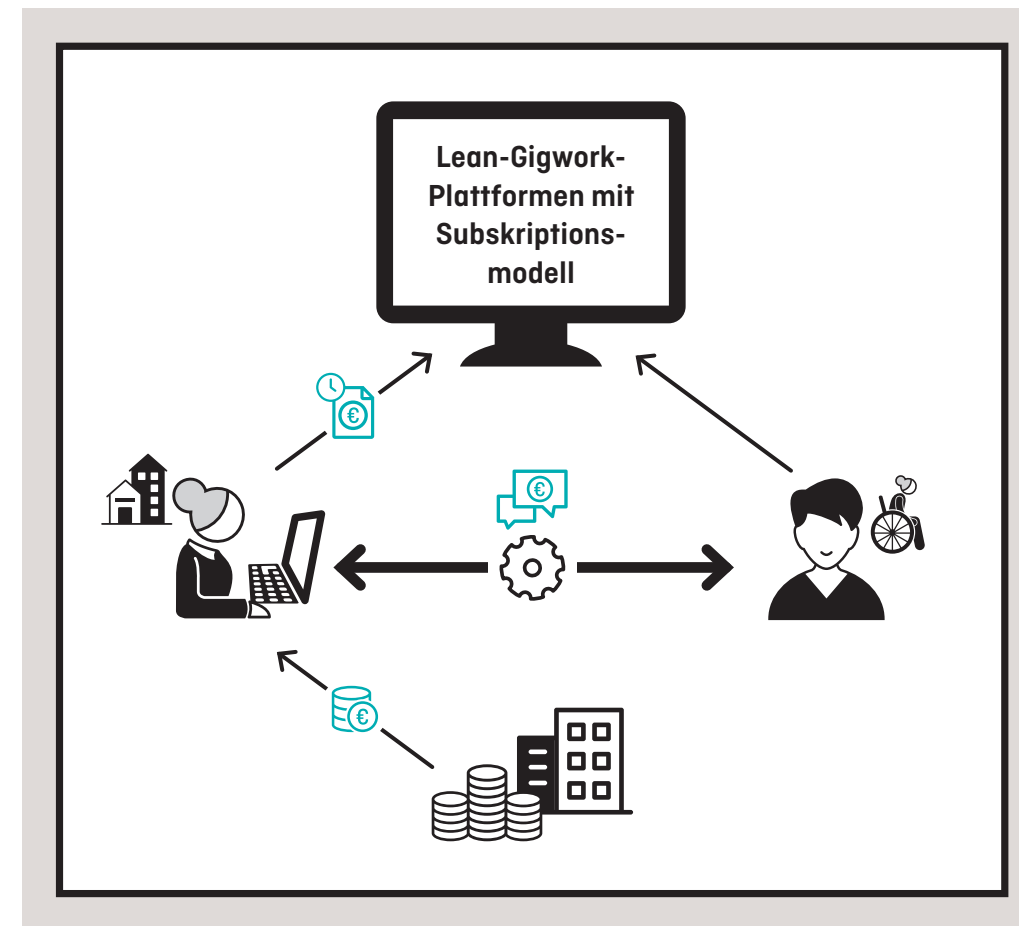 Lean-Gigwork-
Plattformen mit
Subskriptions-
modell
€
€
€